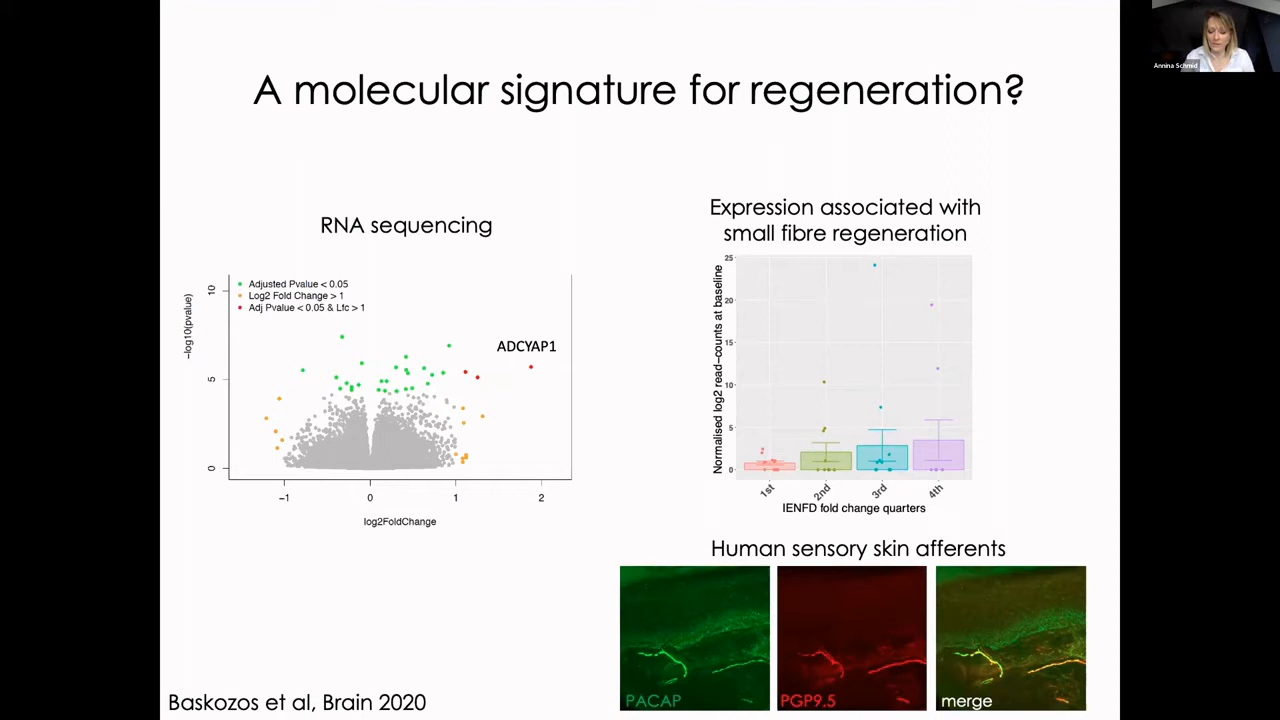 Annina Schmid
A molecular signature for regeneration?
RNA sequencing
Adjusted Pvalue < 0.05
Log2 Fold Change > 1
Adj Pvalue < 0.05 & Lfc > 1
ADCYAP1
−log10(pvalue)
10
5
0
−1
0
1
2
log2FoldChange
Expression associated with
small fibre regeneration
Normalised log2 read−counts at baseline
25
20
15
10
5
0
1st
2nd
3rd
4th
IENFD fold change quarters
Human sensory skin afferents
PACAP
PGP9.5
merge
Baskozos et al, Brain 2020